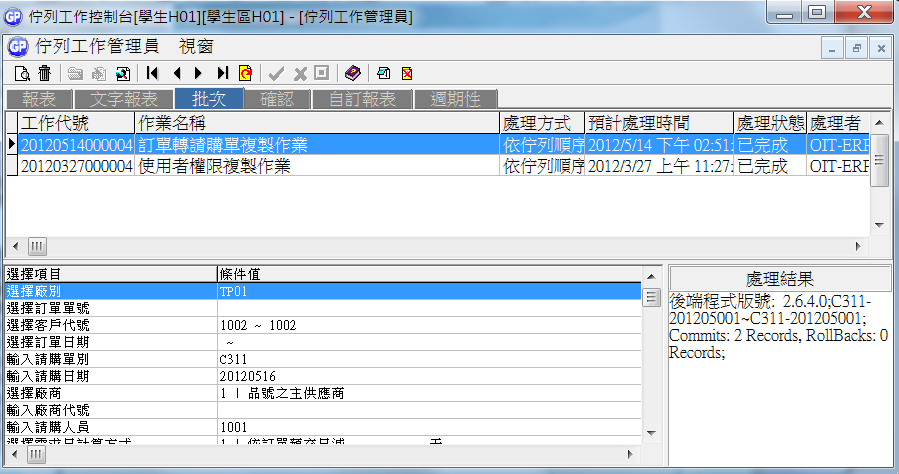 GP 佇列工作控制台[學生H01][學生區H01] - [佇列工作管理員]
GP 佇列工作管理員 視窗
報表 文字報表 批次 確認 自訂報表 週期性
工作代號 作業名稱 處理方式 預計處理時間 處理狀態 處理者
20120514000004 訂單轉請購單複製作業 依佇列順序 2012/5/14 下午 02:51: 已完成 OIT-ERP
20120327000004 使用者權限複製作業 依佇列順序 2012/3/27 上午 11:27: 已完成 OIT-ERP
選擇項目 條件值
選擇廠別 TP01
選擇訂單單號
選擇客戶代號 1002 ~ 1002
選擇訂單日期 ~
輸入請購單別 C311
輸入請購日期 20120516
選擇廠商 1 | 品號之主供應商
輸入廠商代號
輸入請購人員 1001
處理結果
後端程式版號: 2.6.4.0;C311-
201205001~C311-201205001;
Commits: 2 Records, RollBacks: 0
Records;